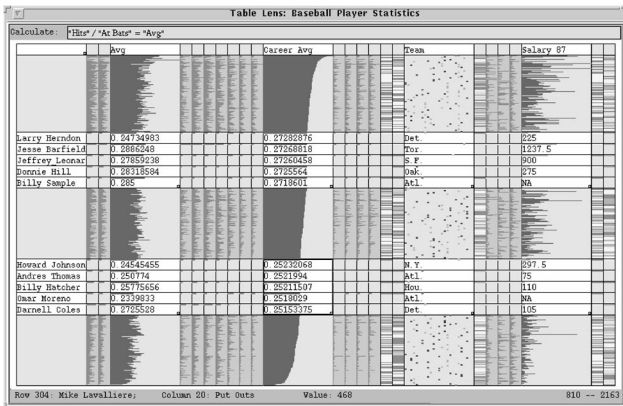 Table Lens: Baseball Player Statistics
Calculate: "Hits" / "At Bats" = "Avg"
Avg Career Avg Team Salary 87
Larry Herndon 0.24734983 0.27282876 Det. 225
Jesse Barfield 0.2886248 0.27268818 Tor. 1237.5
Jeffrey Leonar 0.27859238 0.27260458 S.F. 900
Donnie Hill 0.28318584 0.2725564 Oak. 275
Billy Sample 0.285 0.2718601 Atl. NA
Howard Johnson 0.24545455 0.25232068 N.Y. 297.5
Andres Thomas 0.250774 0.2521994 Atl. 75
Billy Hatcher 0.25775656 0.25211507 Hou. 110
Omar Moreno 0.2339833 0.2518029 Atl. NA
Darnell Coles 0.2725528 0.25153375 Det. 105
Row 304: Mike Lavalliere; Column 20: Put Outs Value: 468 810 -- 2163